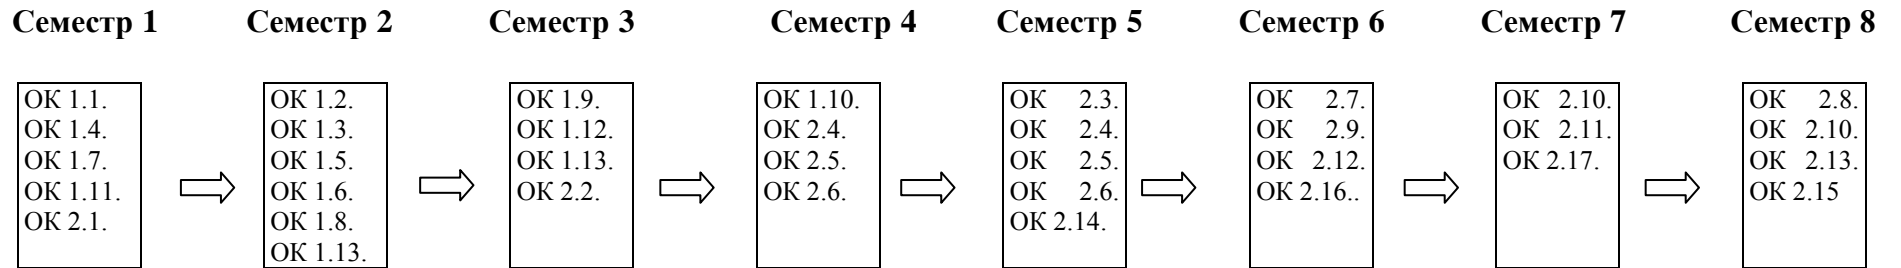 Семестр 1
Семестр 2
Семестр 3
Семестр 4
Семестр 5
Семестр 6
Семестр 7
Семестр 8
ОК 1.1.
ОК 1.4.
ОК 1.7.
ОК 1.11.
ОК 2.1.
ОК 1.2.
ОК 1.3.
ОК 1.5.
ОК 1.6.
ОК 1.8.
ОК 1.13.
ОК 1.9.
ОК 1.12.
ОК 1.13.
ОК 2.2.
ОК 1.10.
ОК 2.4.
ОК 2.5.
ОК 2.6.
ОК 2.3.
ОК 2.4.
ОК 2.5.
ОК 2.6.
ОК 2.14.
ОК 2.7.
ОК 2.9.
ОК 2.12.
ОК 2.16..
ОК 2.10.
ОК 2.11.
ОК 2.17.
ОК 2.8.
ОК 2.10.
ОК 2.13.
ОК 2.15